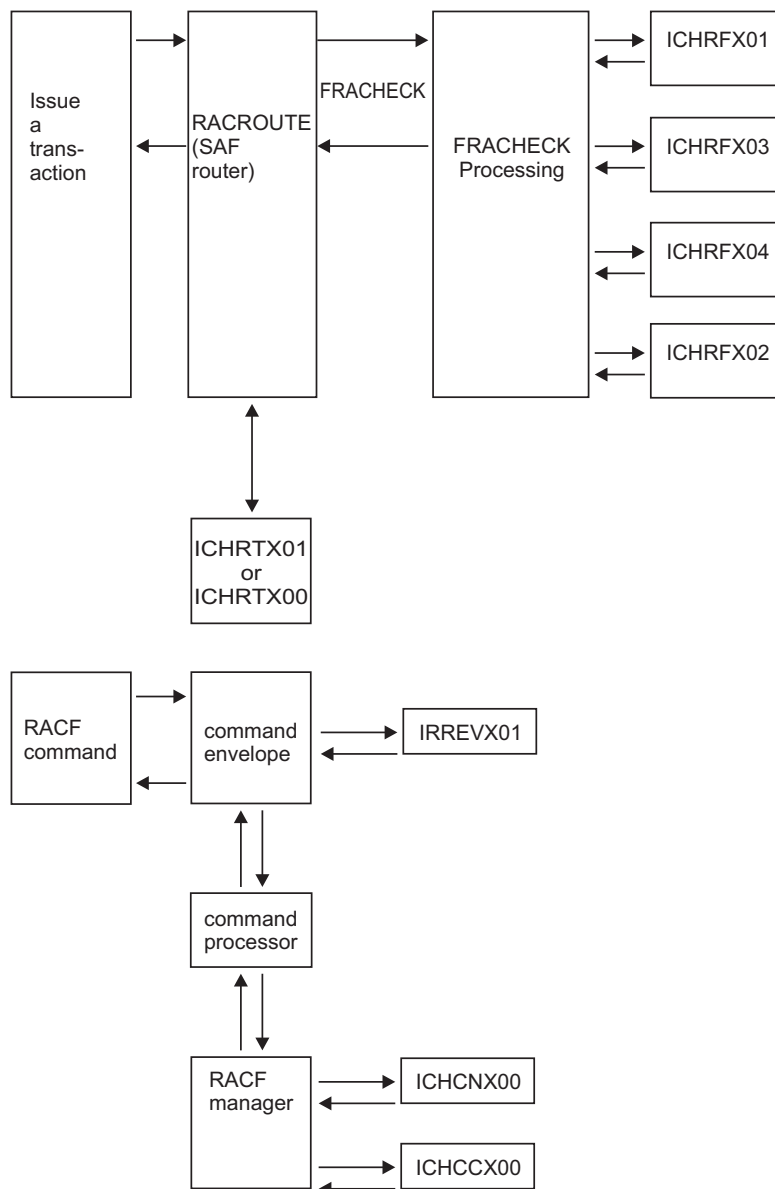 Issue
a
trans-
action
RACROUTE
(SAF
router)
FRACHECK
FRACHECK
Processing
ICHRFX01
ICHRFX03
ICHRFX04
ICHRFX02
ICHRTX01
or
ICHRTX00
RACF
command
command
envelope
IRREVX01
command
processor
RACF
manager
ICHCNX00
ICHCCX00